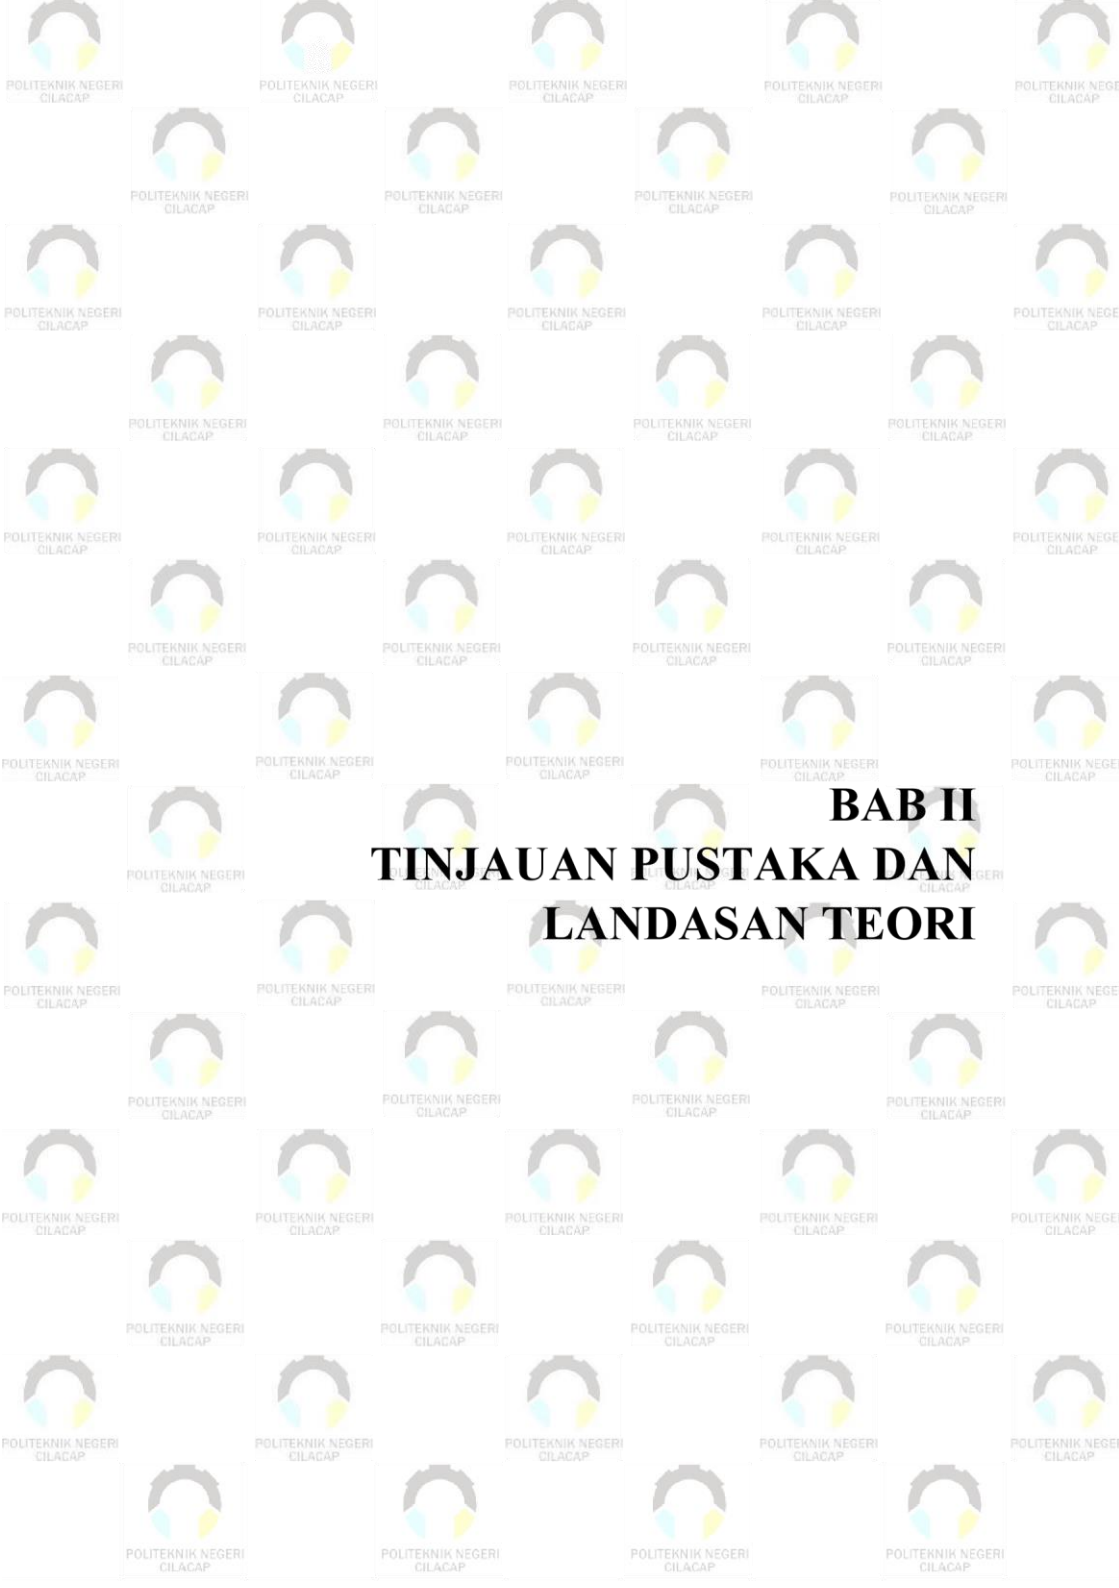 BAB II
TINJAUAN PUSTAKA DAN
LANDASAN TEORI
POLITEKNIK NEGERI
CILACAP